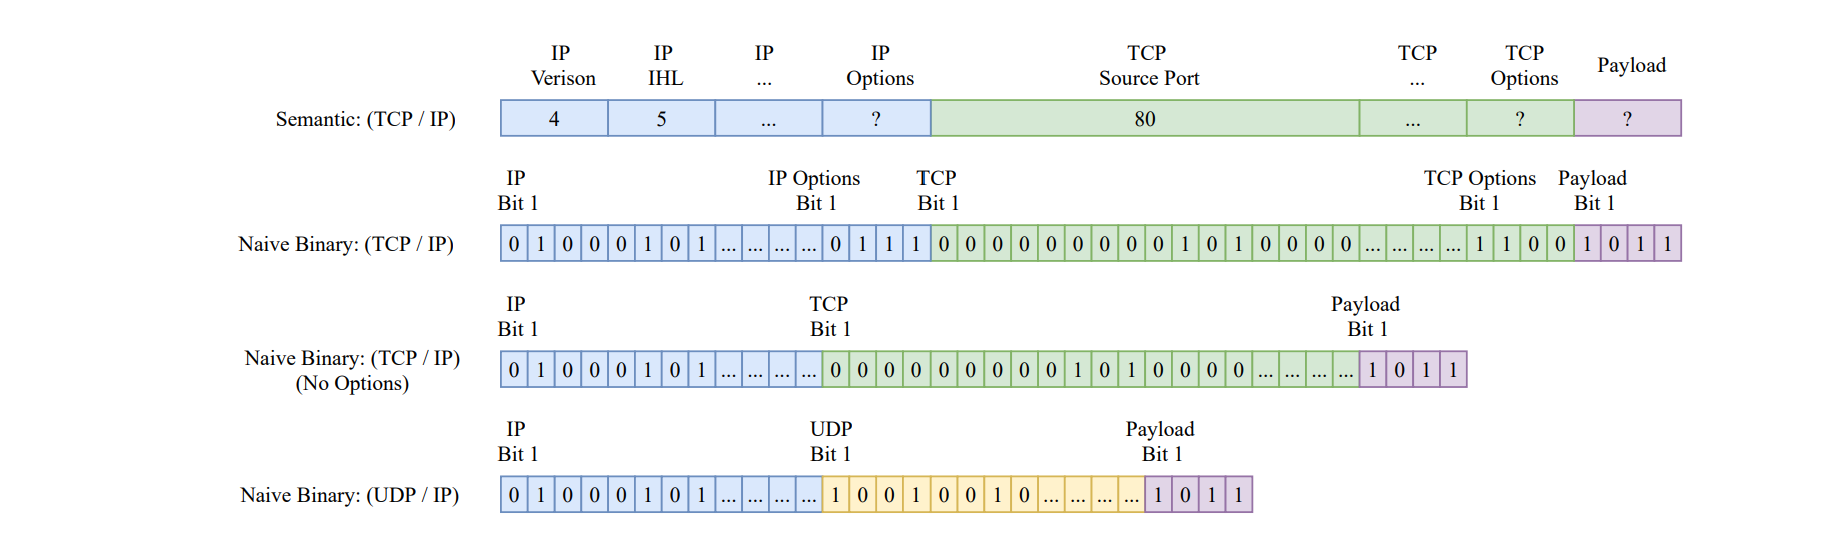 IP IP IP IP TCP TCP TCP Payload
Verison IHL ... Options Source Port ... Options
Semantic: (TCP / IP) 4 5 ... ? 80 ... ? ?
IP IP Options TCP TCP Options Payload
Bit 1 Bit 1 Bit 1 Bit 1 Bit 1
Naive Binary: (TCP / IP) 0 1 0 0 0 1 0 1 ... ... ... ... 0 1 1 1 0 0 0 0 0 0 0 0 0 1 0 1 0 0 0 0 ... ... ... ... 1 1 0 0 1 0 1 1
IP TCP Payload
Bit 1 Bit 1 Bit 1
Naive Binary: (TCP / IP) 0 1 0 0 0 1 0 1 ... ... ... ... 0 0 0 0 0 0 0 0 0 1 0 1 0 0 0 0 ... ... ... ... 1 0 1 1
(No Options)
IP UDP Payload
Bit 1 Bit 1 Bit 1
Naive Binary: (UDP / IP) 0 1 0 0 0 1 0 1 ... ... ... ... 1 0 0 1 0 0 1 0 ... ... ... ... 1 0 1 1